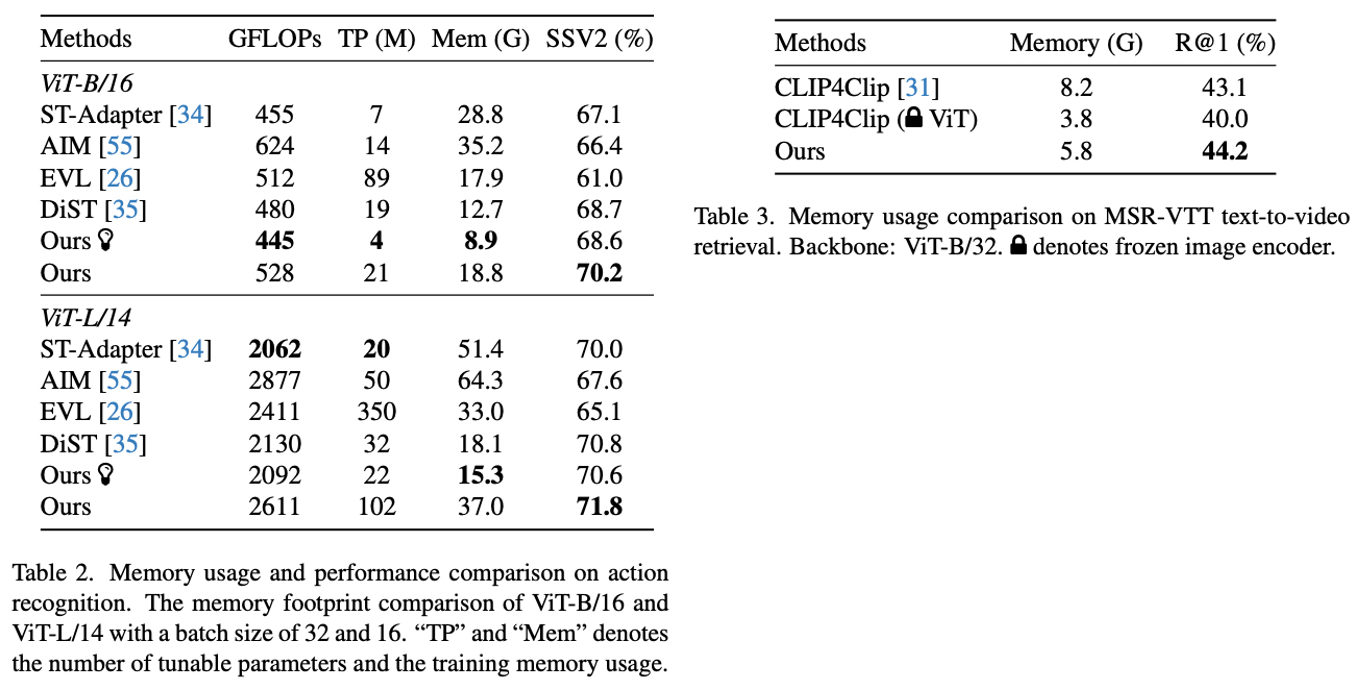 Methods GFLOPs TP (M) Mem (G) SSV2 (%)
ViT-B/16
ST-Adapter [34] 455 7 28.8 67.1
AIM [55] 624 14 35.2 66.4
EVL [26] 512 89 17.9 61.0
DiST [35] 480 19 12.7 68.7
Ours 445 4 8.9 68.6
Ours 528 21 18.8 70.2
ViT-L/14
ST-Adapter [34] 2062 20 51.4 70.0
AIM [55] 2877 50 64.3 67.6
EVL [26] 2411 350 33.0 65.1
DiST [35] 2130 32 18.1 70.8
Ours 2092 22 15.3 70.6
Ours 2611 102 37.0 71.8
Table 2. Memory usage and performance comparison on action
recognition. The memory footprint comparison of ViT-B/16 and
ViT-L/14 with a batch size of 32 and 16. “TP” and “Mem” denotes
the number of tunable parameters and the training memory usage.
Methods Memory (G) R@1 (%)
CLIP4Clip [31] 8.2 43.1
CLIP4Clip (🔒 ViT) 3.8 40.0
Ours 5.8 44.2
Table 3. Memory usage comparison on MSR-VTT text-to-video
retrieval. Backbone: ViT-B/32. 🔒 denotes frozen image encoder.